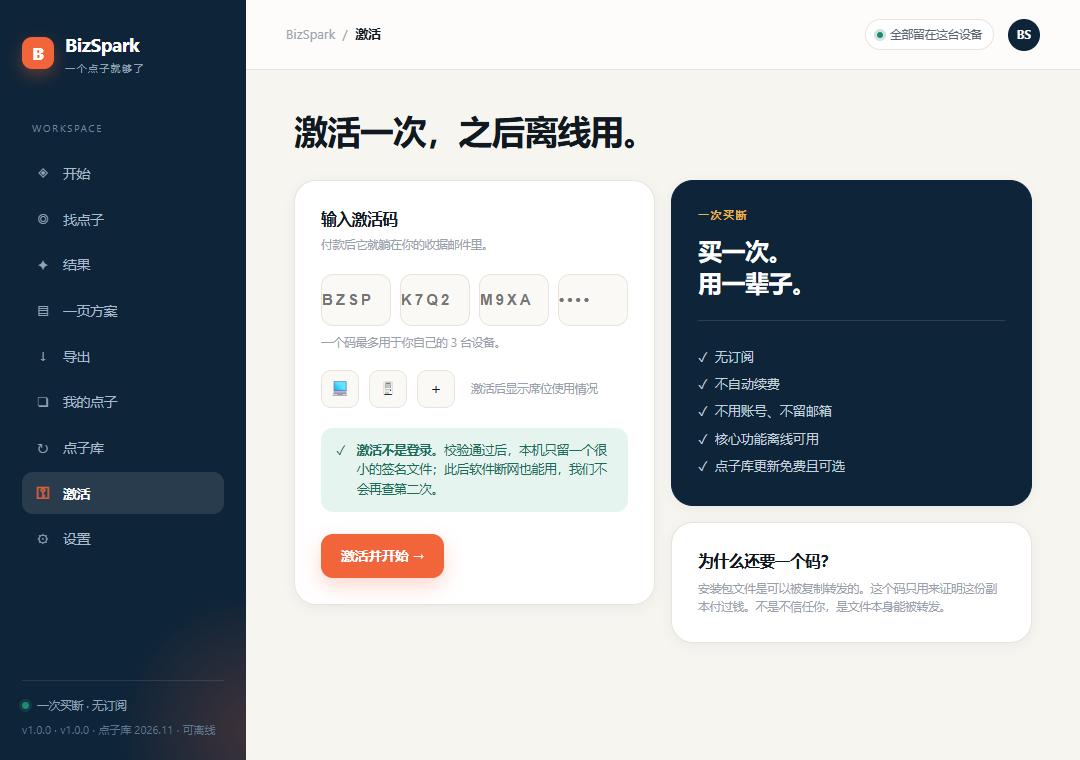 B
BizSpark
一个点子就够了
WORKSPACE
开始
找点子
结果
一页方案
导出
我的点子
点子库
激活
设置
一次买断 · 无订阅
v1.0.0 · v1.0.0 · 点子库 2026.11 · 可离线
BizSpark / 激活
全部留在这台设备
BS
激活一次，之后离线用。
输入激活码
付款后它就躺在你的收据邮件里。
BZSP K7Q2 M9XA ••••
一个码最多用于你自己的 3 台设备。
+ 激活后显示席位使用情况
✓ 激活不是登录。校验通过后，本机只留一个很
小的签名文件；此后软件断网也能用，我们不
会再查第二次。
激活并开始 →
一次买断
买一次。
用一辈子。
✓ 无订阅
✓ 不自动续费
✓ 不用账号、不留邮箱
✓ 核心功能离线可用
✓ 点子库更新免费且可选
为什么还要一个码？
安装包文件是可以被复制转发的。这个码只用来证明这份副
本付过钱。不是不信任你，是文件本身能被转发。